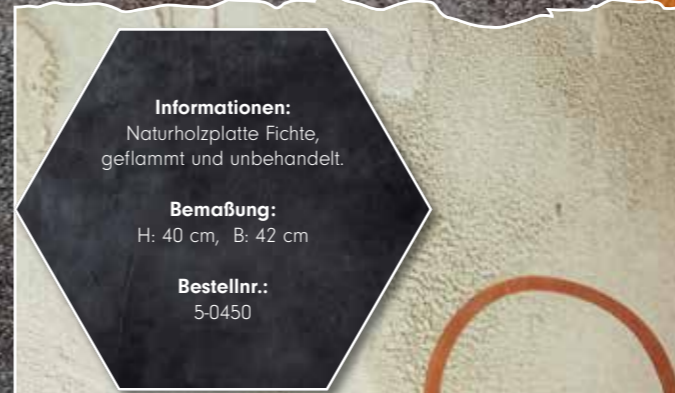 Informationen:
Naturholzplatte Fichte,
geflammt und unbehandelt.
Bemaßung:
H: 40 cm, B: 42 cm
Bestellnr.:
5-0450